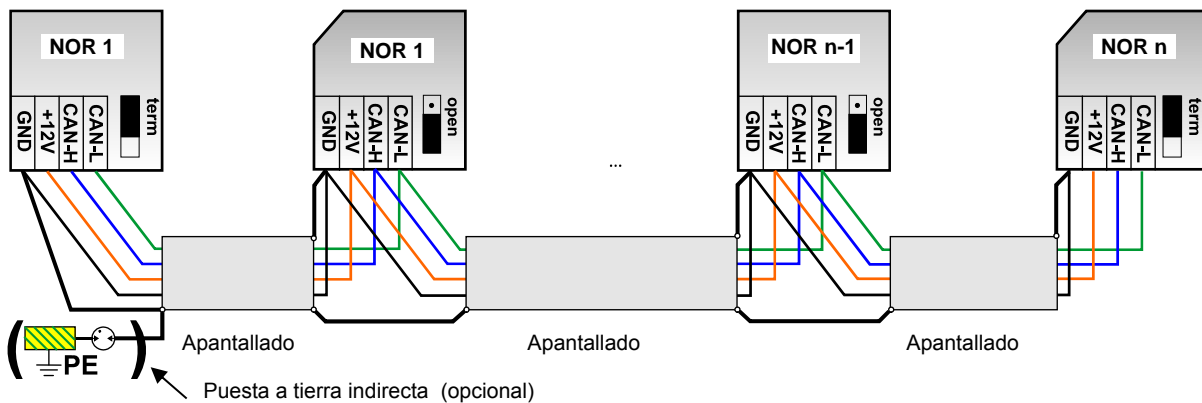 NOR 1
GND
+12V
CAN-H
CAN-L
term
NOR 1
GND
+12V
CAN-H
CAN-L
open
...
NOR n-1
GND
+12V
CAN-H
CAN-L
open
NOR n
GND
+12V
CAN-H
CAN-L
term
Apantallado
Apantallado
Apantallado
( PE )
Puesta a tierra indirecta (opcional)